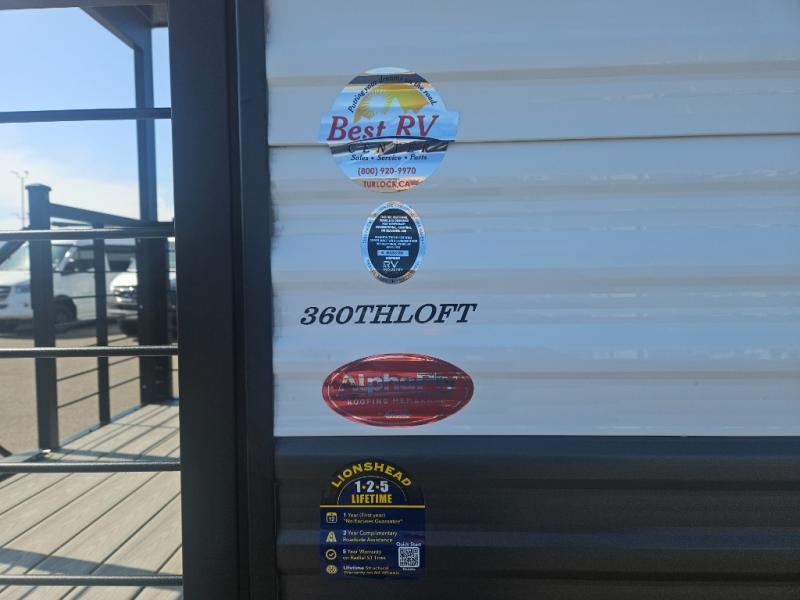 Putting your dreams on the road.
Best RV
CENTER
Sales • Service • Parts
(800) 920-9970
TURLOCK, CA
RV
INDUSTRY
360THLOFT
AlphaPly
ROOFING MEMBRANE
LIONSHEAD
1·2·5
LIFETIME
1 Year (First year)
"No Excuses Guarantee"
2 Year Complimentary
Roadside Assistance
5 Year Warranty
on Radial ST Tires
Lifetime Structural
Warranty on All Wheels
Quick Start